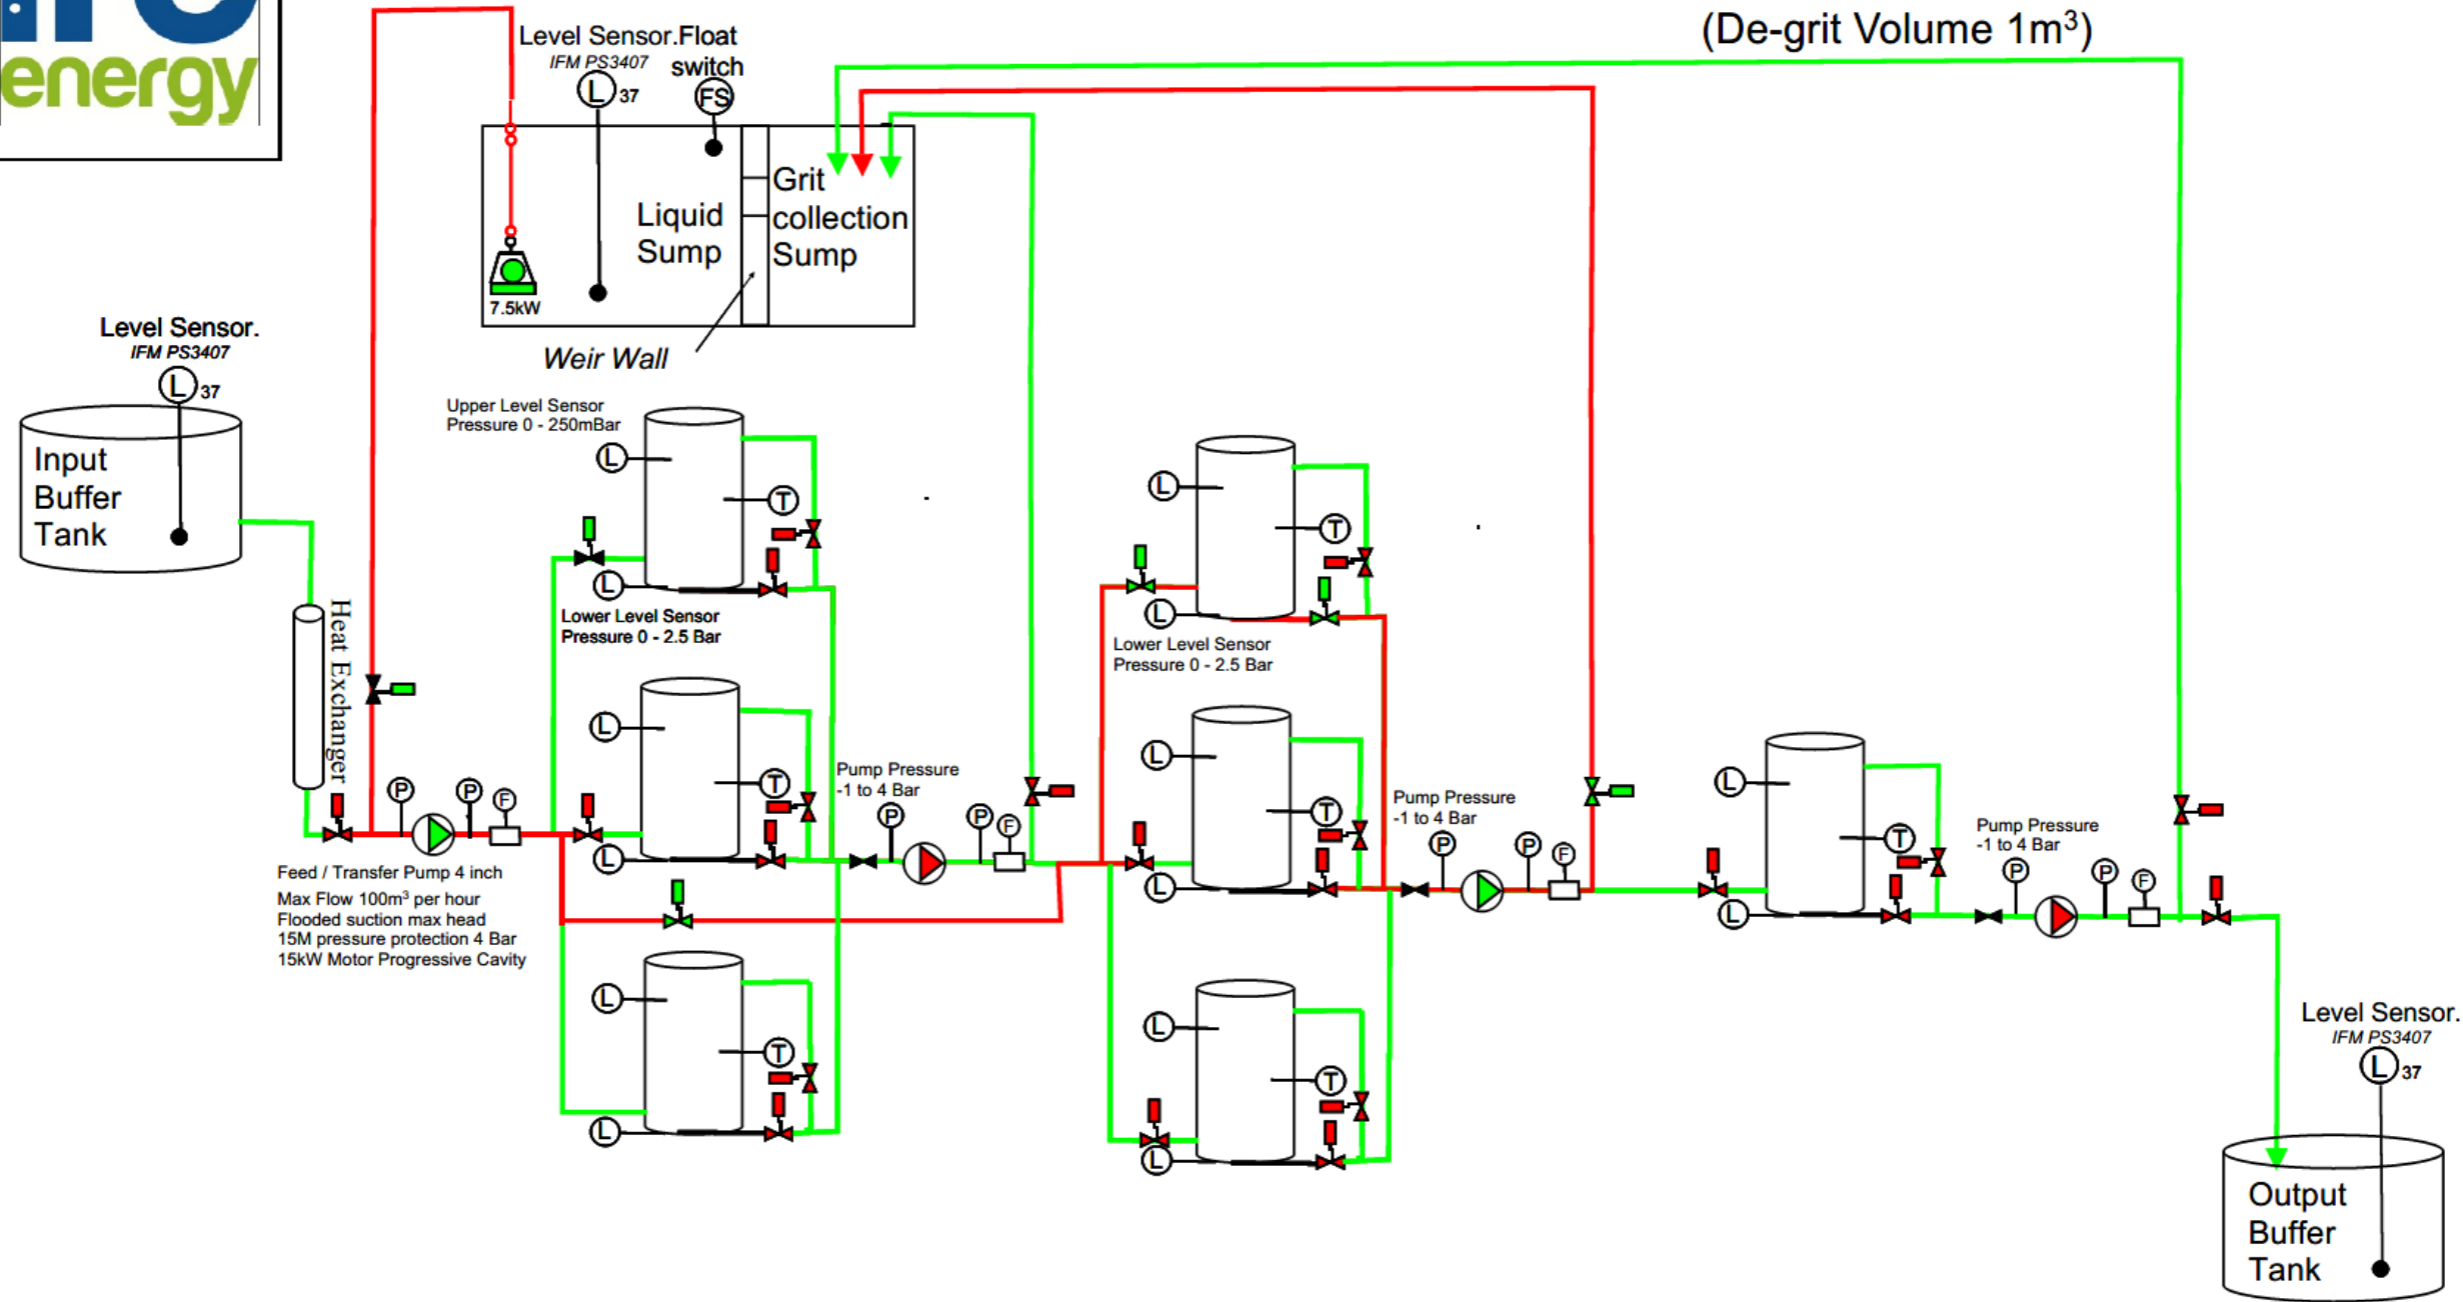 energy
(De-grit Volume 1m³)
Level Sensor.
IFM PS3407
L 37
Float
switch
FS
Liquid
Sump
Grit
collection
Sump
7.5kW
Weir Wall
Level Sensor.
IFM PS3407
L 37
Input
Buffer
Tank
Heat Exchanger
Upper Level Sensor
Pressure 0 - 250mBar
L
T
L
Lower Level Sensor
Pressure 0 - 2.5 Bar
L
T
L
L
T
L
P
P
F
Feed / Transfer Pump 4 inch
Max Flow 100m³ per hour
Flooded suction max head
15M pressure protection 4 Bar
15kW Motor Progressive Cavity
Pump Pressure
-1 to 4 Bar
P
P
F
L
T
L
Lower Level Sensor
Pressure 0 - 2.5 Bar
L
T
L
L
T
L
Pump Pressure
-1 to 4 Bar
P
P
F
L
T
L
Pump Pressure
-1 to 4 Bar
P
P
F
Level Sensor.
IFM PS3407
L 37
Output
Buffer
Tank